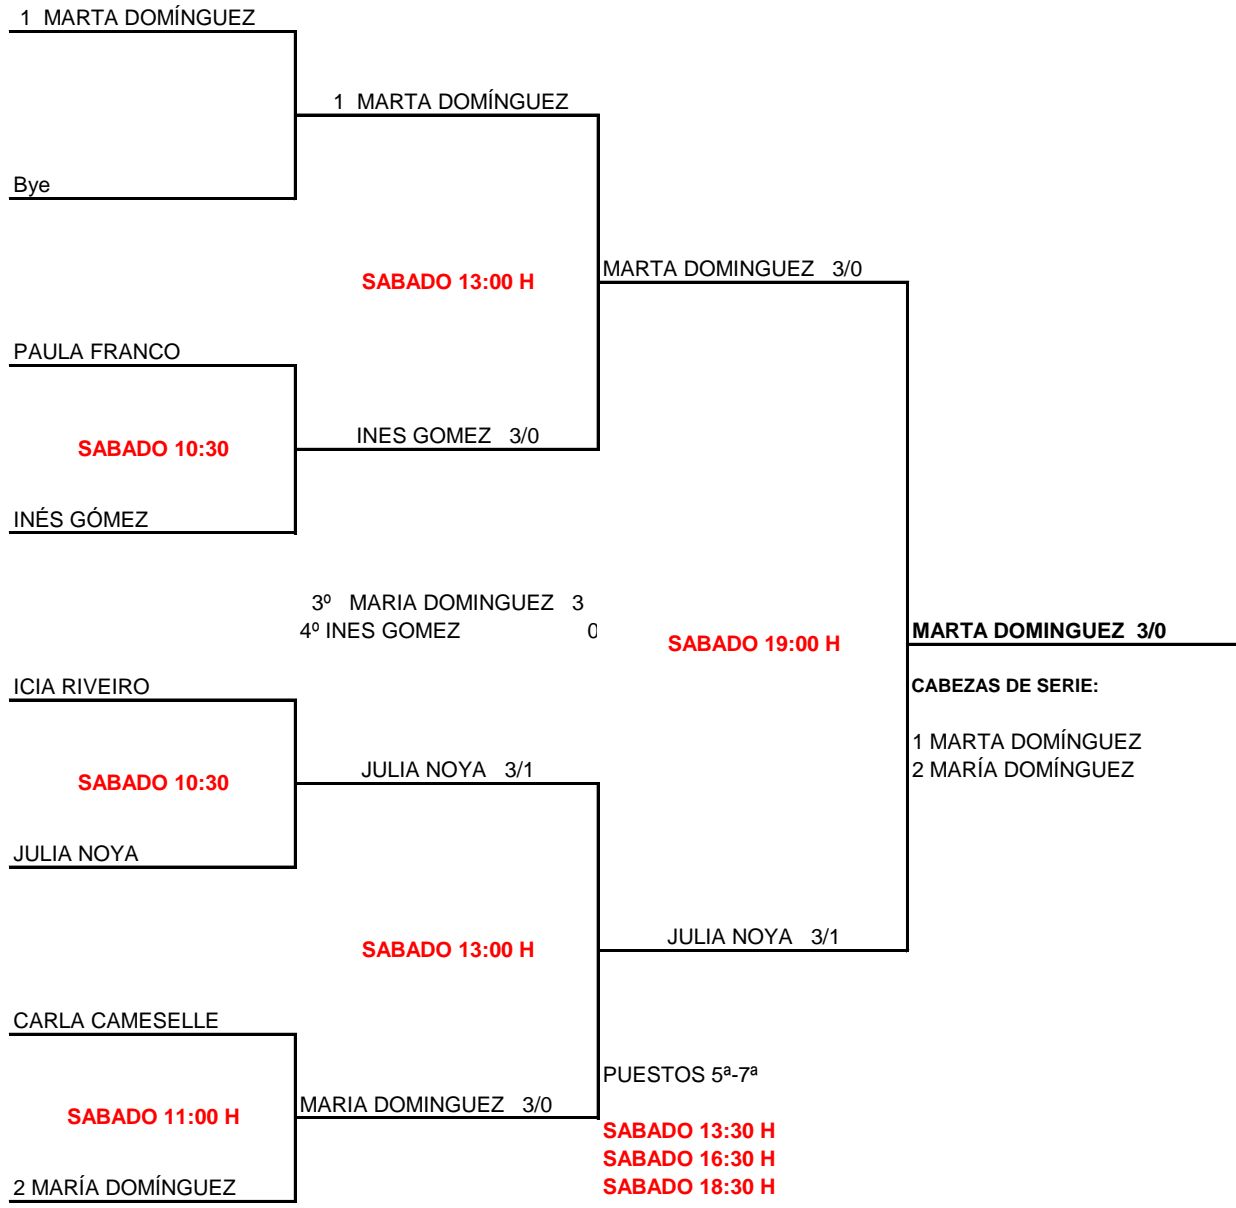 1 MARTA DOMÍNGUEZ
1 MARTA DOMÍNGUEZ
Bye
SABADO 13:00 H
MARTA DOMINGUEZ 3/0
PAULA FRANCO
SABADO 10:30
INES GOMEZ 3/0
INÉS GÓMEZ
3º MARIA DOMINGUEZ 3
4º INES GOMEZ 0
SABADO 19:00 H
MARTA DOMINGUEZ 3/0
ICIA RIVEIRO
CABEZAS DE SERIE:
1 MARTA DOMÍNGUEZ
2 MARÍA DOMÍNGUEZ
SABADO 10:30
JULIA NOYA 3/1
JULIA NOYA
SABADO 13:00 H
JULIA NOYA 3/1
CARLA CAMESELLE
PUESTOS 5ª-7ª
SABADO 11:00 H
MARIA DOMINGUEZ 3/0
SABADO 13:30 H
SABADO 16:30 H
SABADO 18:30 H
2 MARÍA DOMÍNGUEZ